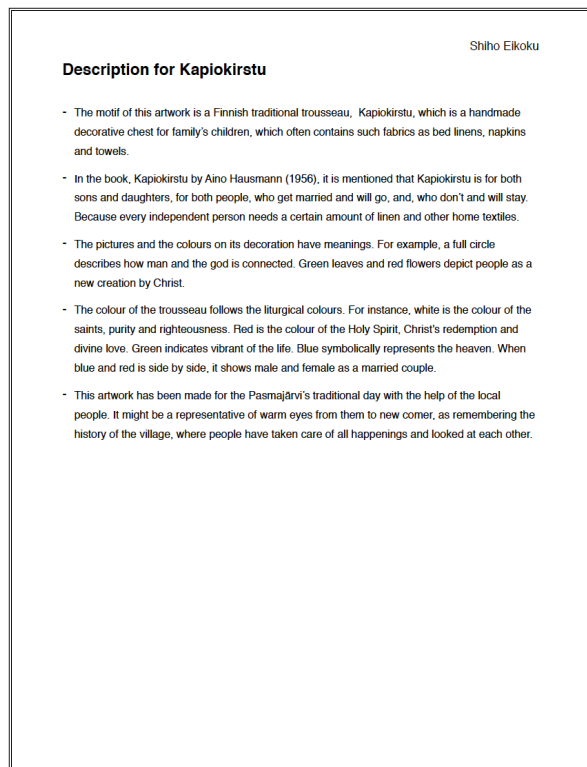 Shiho Eikoku
Description for Kapiokirstu
- The motif of this artwork is a Finnish traditional trousseau,  Kapiokirstu, which is a handmade
decorative chest for family's children, which often contains such fabrics as bed linens, napkins
and towels.
- In the book, Kapiokirstu by Aino Hausmann (1956), it is mentioned that Kapiokirstu is for both
sons and daughters, for both people, who get married and will go, and, who don't and will stay.
Because every independent person needs a certain amount of linen and other home textiles.
- The pictures and the colours on its decoration have meanings. For example, a full circle
describes how man and the god is connected. Green leaves and red flowers depict people as a
new creation by Christ.
- The colour of the trousseau follows the liturgical colours. For instance, white is the colour of the
saints, purity and righteousness. Red is the colour of the Holy Spirit, Christ's redemption and
divine love. Green indicates vibrant of the life. Blue symbolically represents the heaven. When
blue and red is side by side, it shows male and female as a married couple.
- This artwork has been made for the Pasmajärvi's traditional day with the help of the local
people. It might be a representative of warm eyes from them to new comer, as remembering the
history of the village, where people have taken care of all happenings and looked at each other.